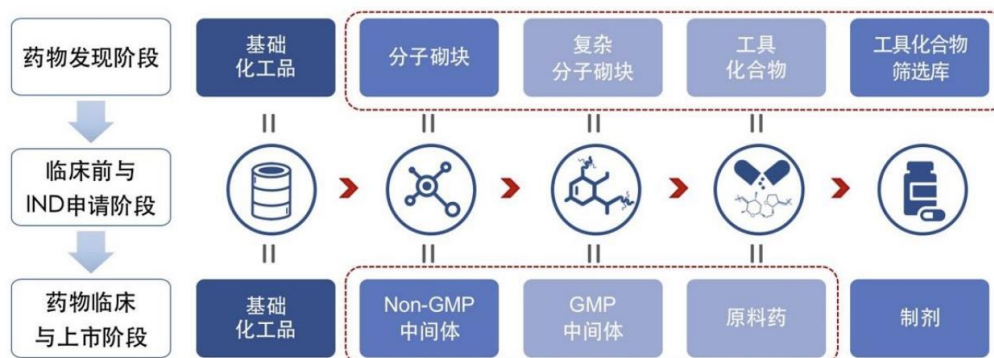 药物发现阶段
基础
化工品
分子砌块
复杂
分子砌块
工具
化合物
工具化合物
筛选库
临床前与
IND申请阶段
药物临床
与上市阶段
基础
化工品
Non-GMP
中间体
GMP
中间体
原料药
制剂